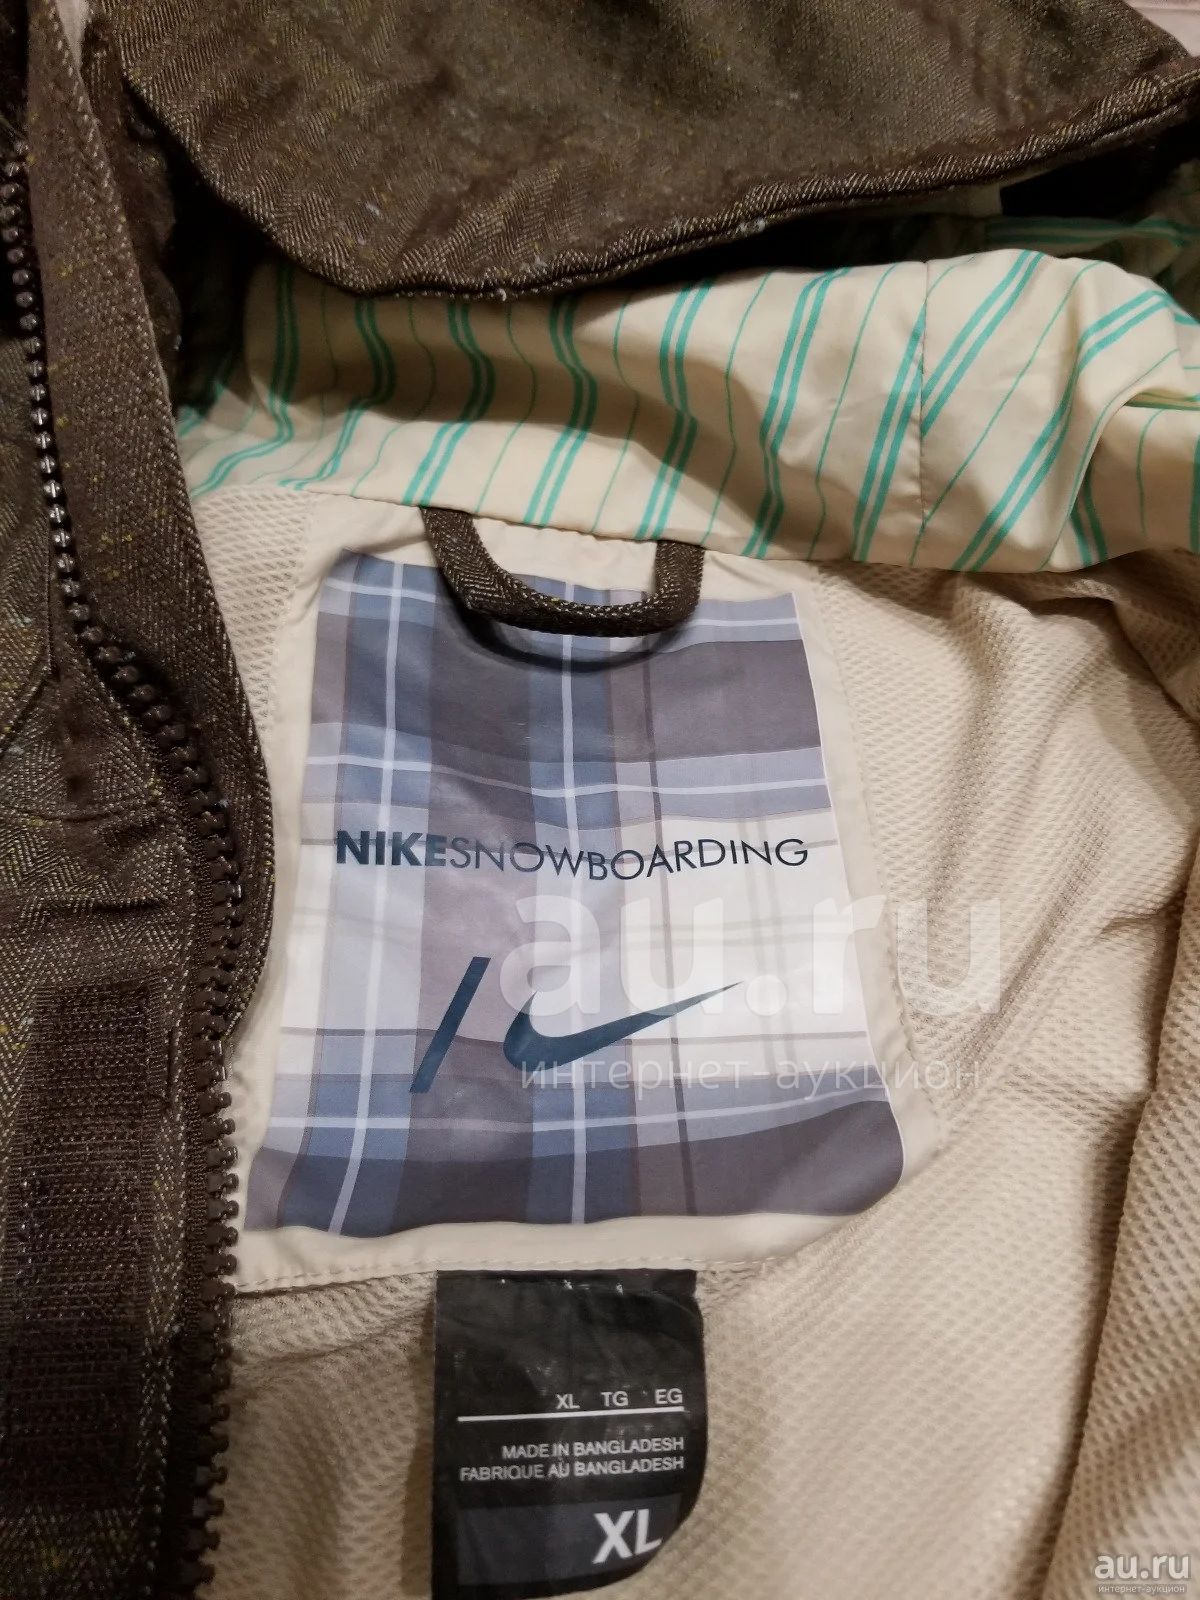 NIKESNOWBOARDING
au.ru
интернет-аукцион
XL TG EG
MADE IN BANGLADESH
FABRIQUE AU BANGLADESH
XL
au.ru
интернет-аукцион